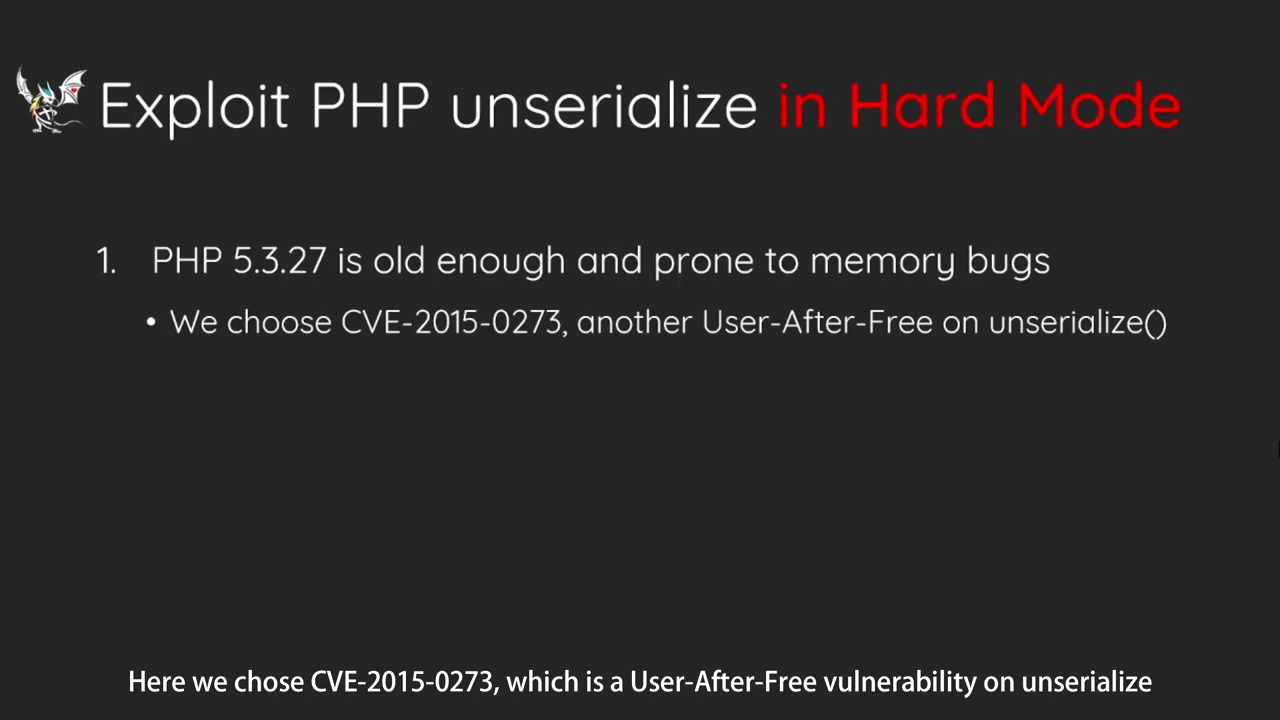 Exploit PHP unserialize in Hard Mode
1. PHP 5.3.27 is old enough and prone to memory bugs
• We choose CVE-2015-0273, another User-After-Free on unserialize()
Here we chose CVE-2015-0273, which is a User-After-Free vulnerability on unserialize